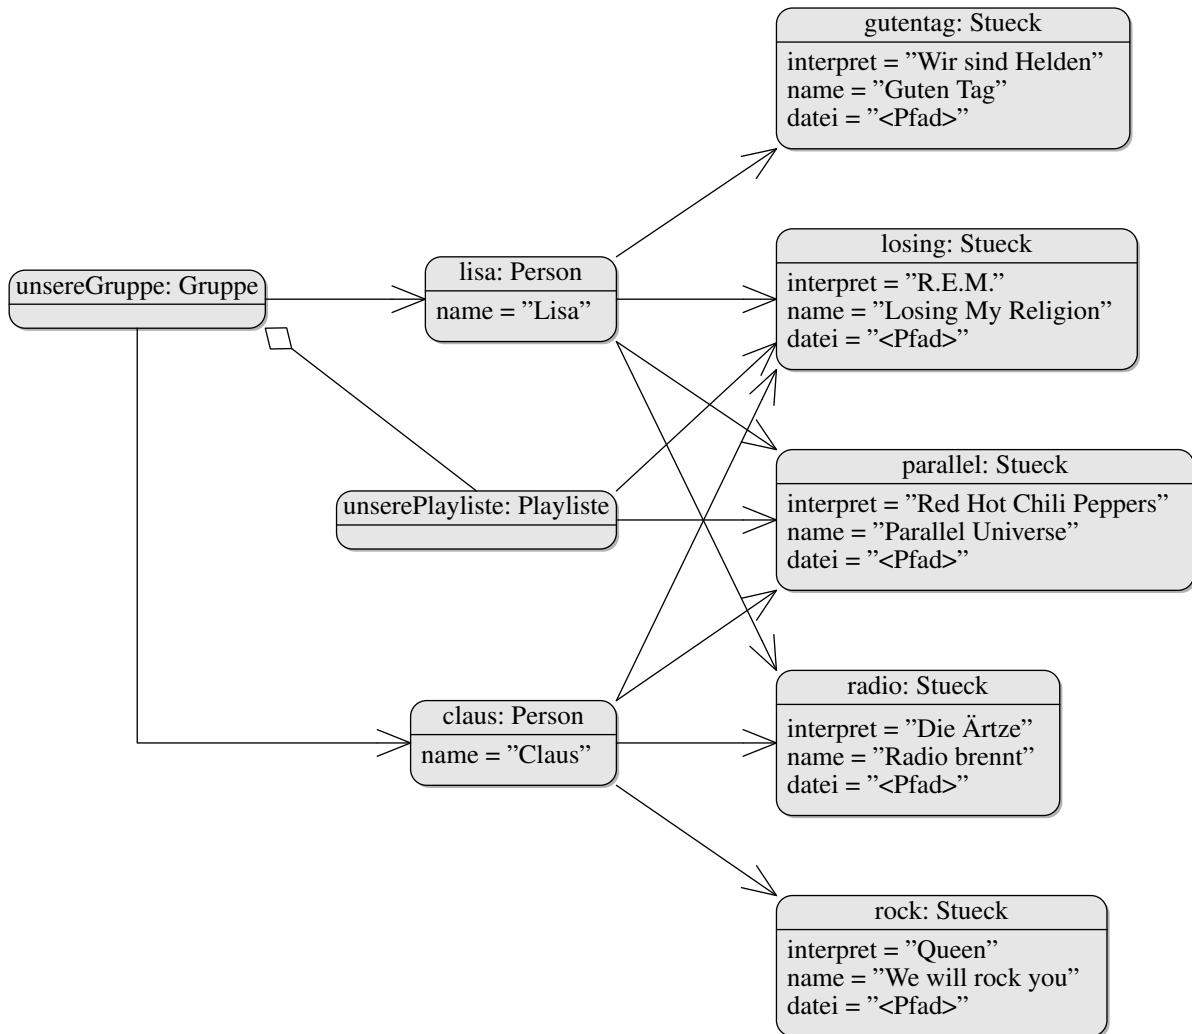 gutentag: Stueck
interpret = ”Wir sind Helden”
name = ”Guten Tag”
datei = ”<Pfad>”
losing: Stueck
interpret = ”R.E.M.”
name = ”Losing My Religion”
datei = ”<Pfad>”
lisa: Person
name = ”Lisa”
unsereGruppe: Gruppe
parallel: Stueck
interpret = ”Red Hot Chili Peppers”
name = ”Parallel Universe”
datei = ”<Pfad>”
unserePlayliste: Playliste
radio: Stueck
interpret = ”Die Ärtze”
name = ”Radio brennt”
datei = ”<Pfad>”
claus: Person
name = ”Claus”
rock: Stueck
interpret = ”Queen”
name = ”We will rock you”
datei = ”<Pfad>”